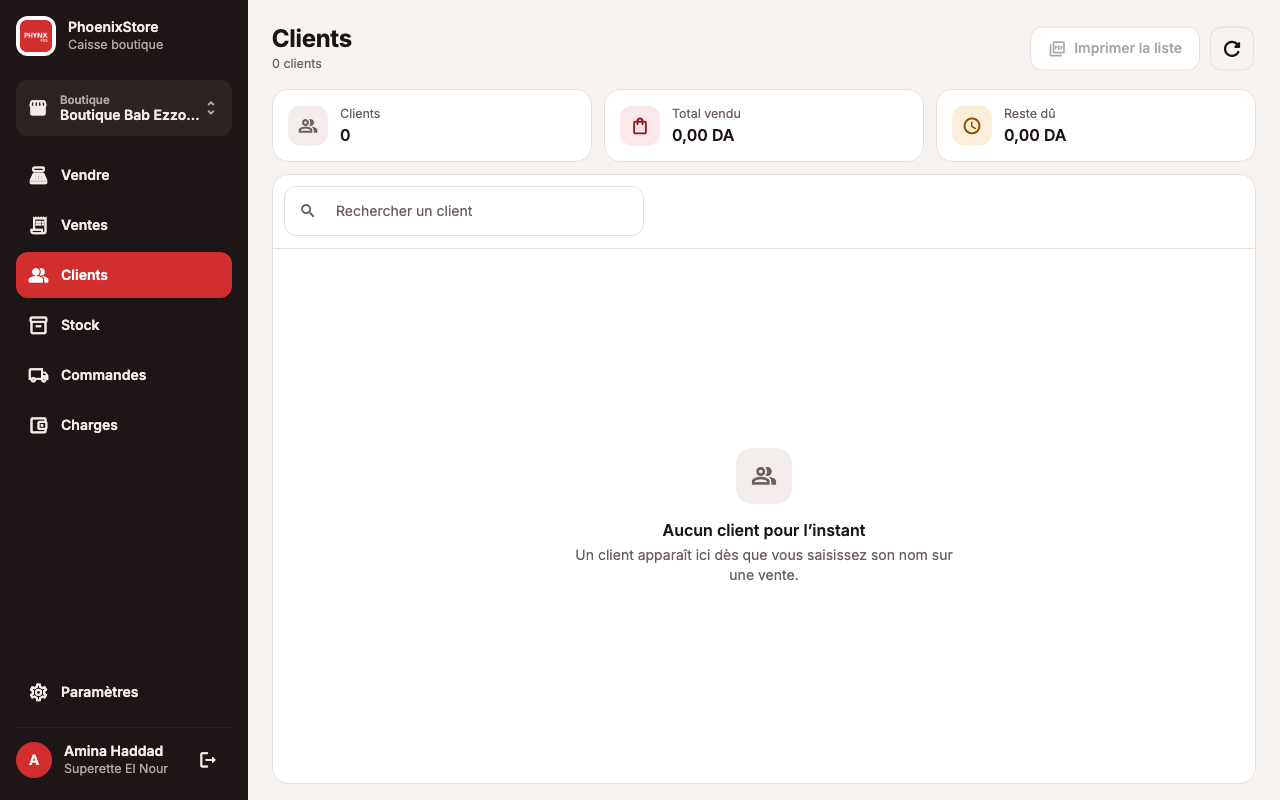 PHYNX
POS
PhoenixStore
Caisse boutique
Boutique
Boutique Bab Ezzo...
Vendre
Ventes
Clients
Stock
Commandes
Charges
Paramètres
A
Amina Haddad
Superette El Nour
Clients
0 clients
Imprimer la liste
Clients
0
Total vendu
0,00 DA
Reste dû
0,00 DA
Rechercher un client
Aucun client pour l’instant
Un client apparaît ici dès que vous saisissez son nom sur
une vente.